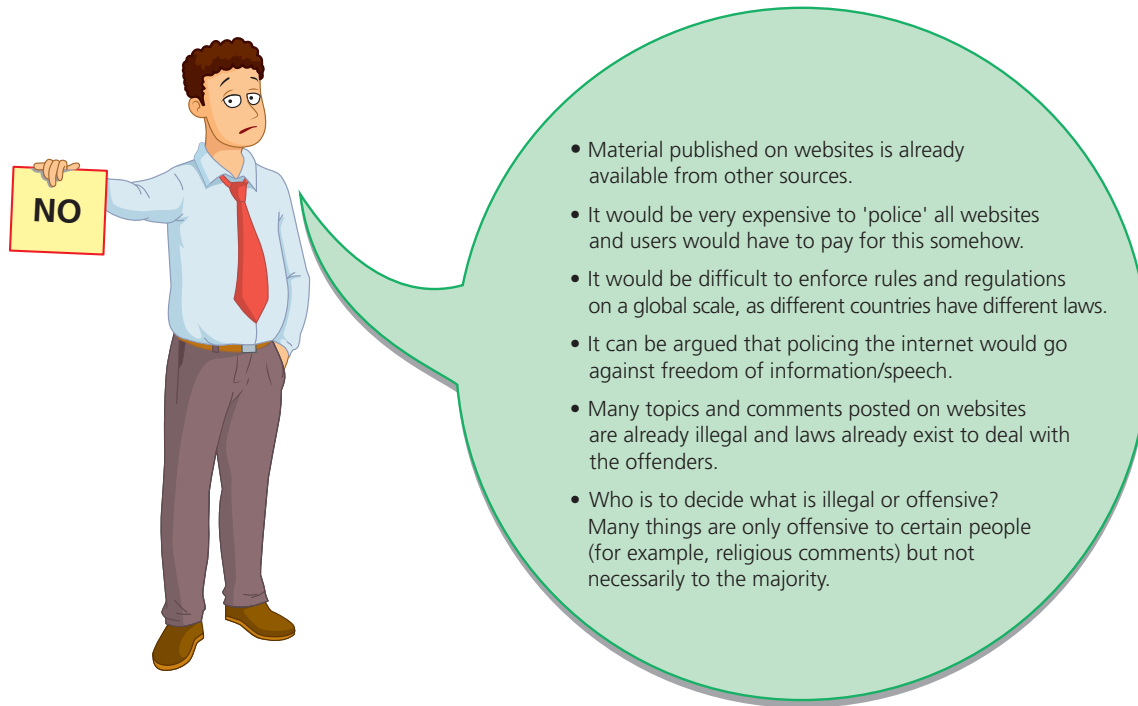 NO
• Material published on websites is already
available from other sources.
• It would be very expensive to 'police' all websites
and users would have to pay for this somehow.
• It would be difficult to enforce rules and regulations
on a global scale, as different countries have different laws.
• It can be argued that policing the internet would go
against freedom of information/speech.
• Many topics and comments posted on websites
are already illegal and laws already exist to deal with
the offenders.
• Who is to decide what is illegal or offensive?
Many things are only offensive to certain people
(for example, religious comments) but not
necessarily to the majority.